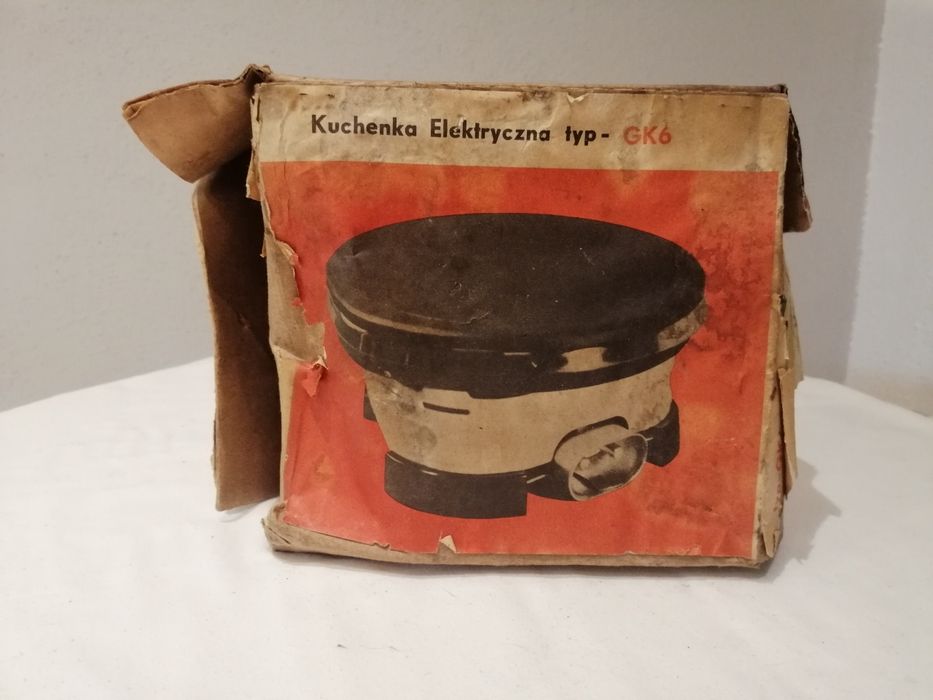 Kuchenka Elektryczna typ - GK6